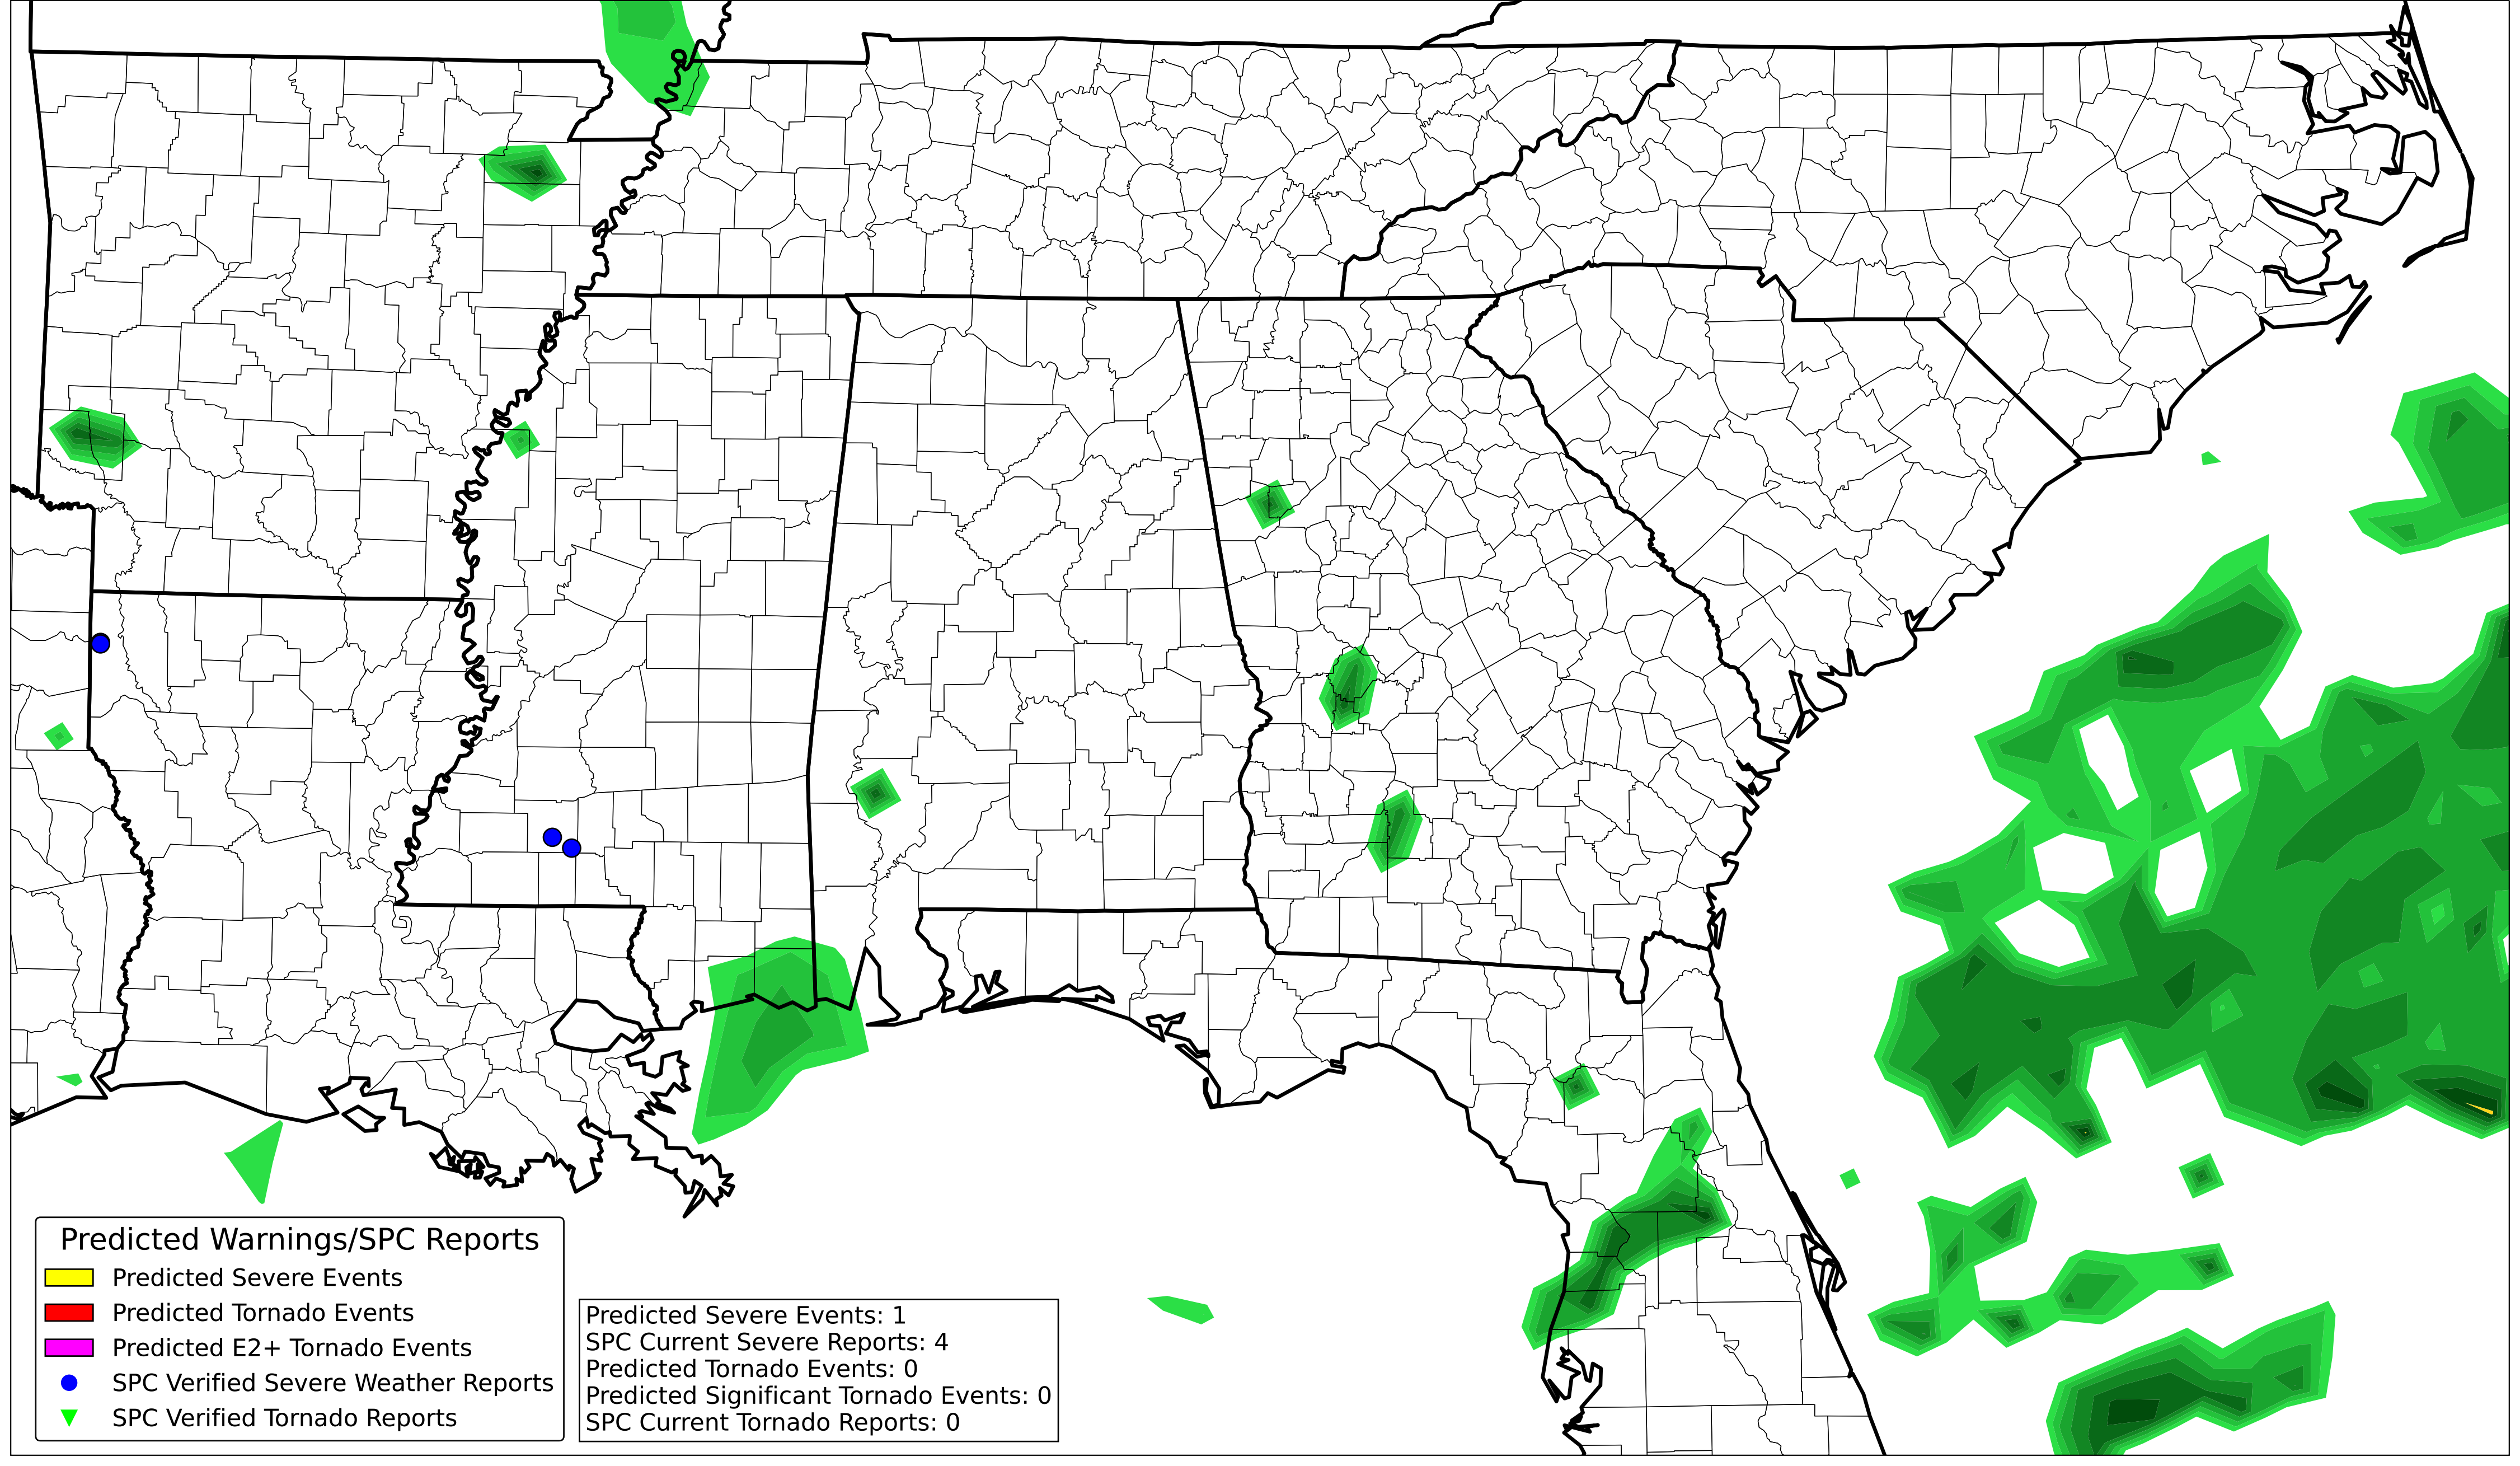 Predicted Warnings/SPC Reports
Predicted Severe Events
Predicted Tornado Events
Predicted E2+ Tornado Events
SPC Verified Severe Weather Reports
SPC Verified Tornado Reports
Predicted Severe Events: 1
SPC Current Severe Reports: 4
Predicted Tornado Events: 0
Predicted Significant Tornado Events: 0
SPC Current Tornado Reports: 0